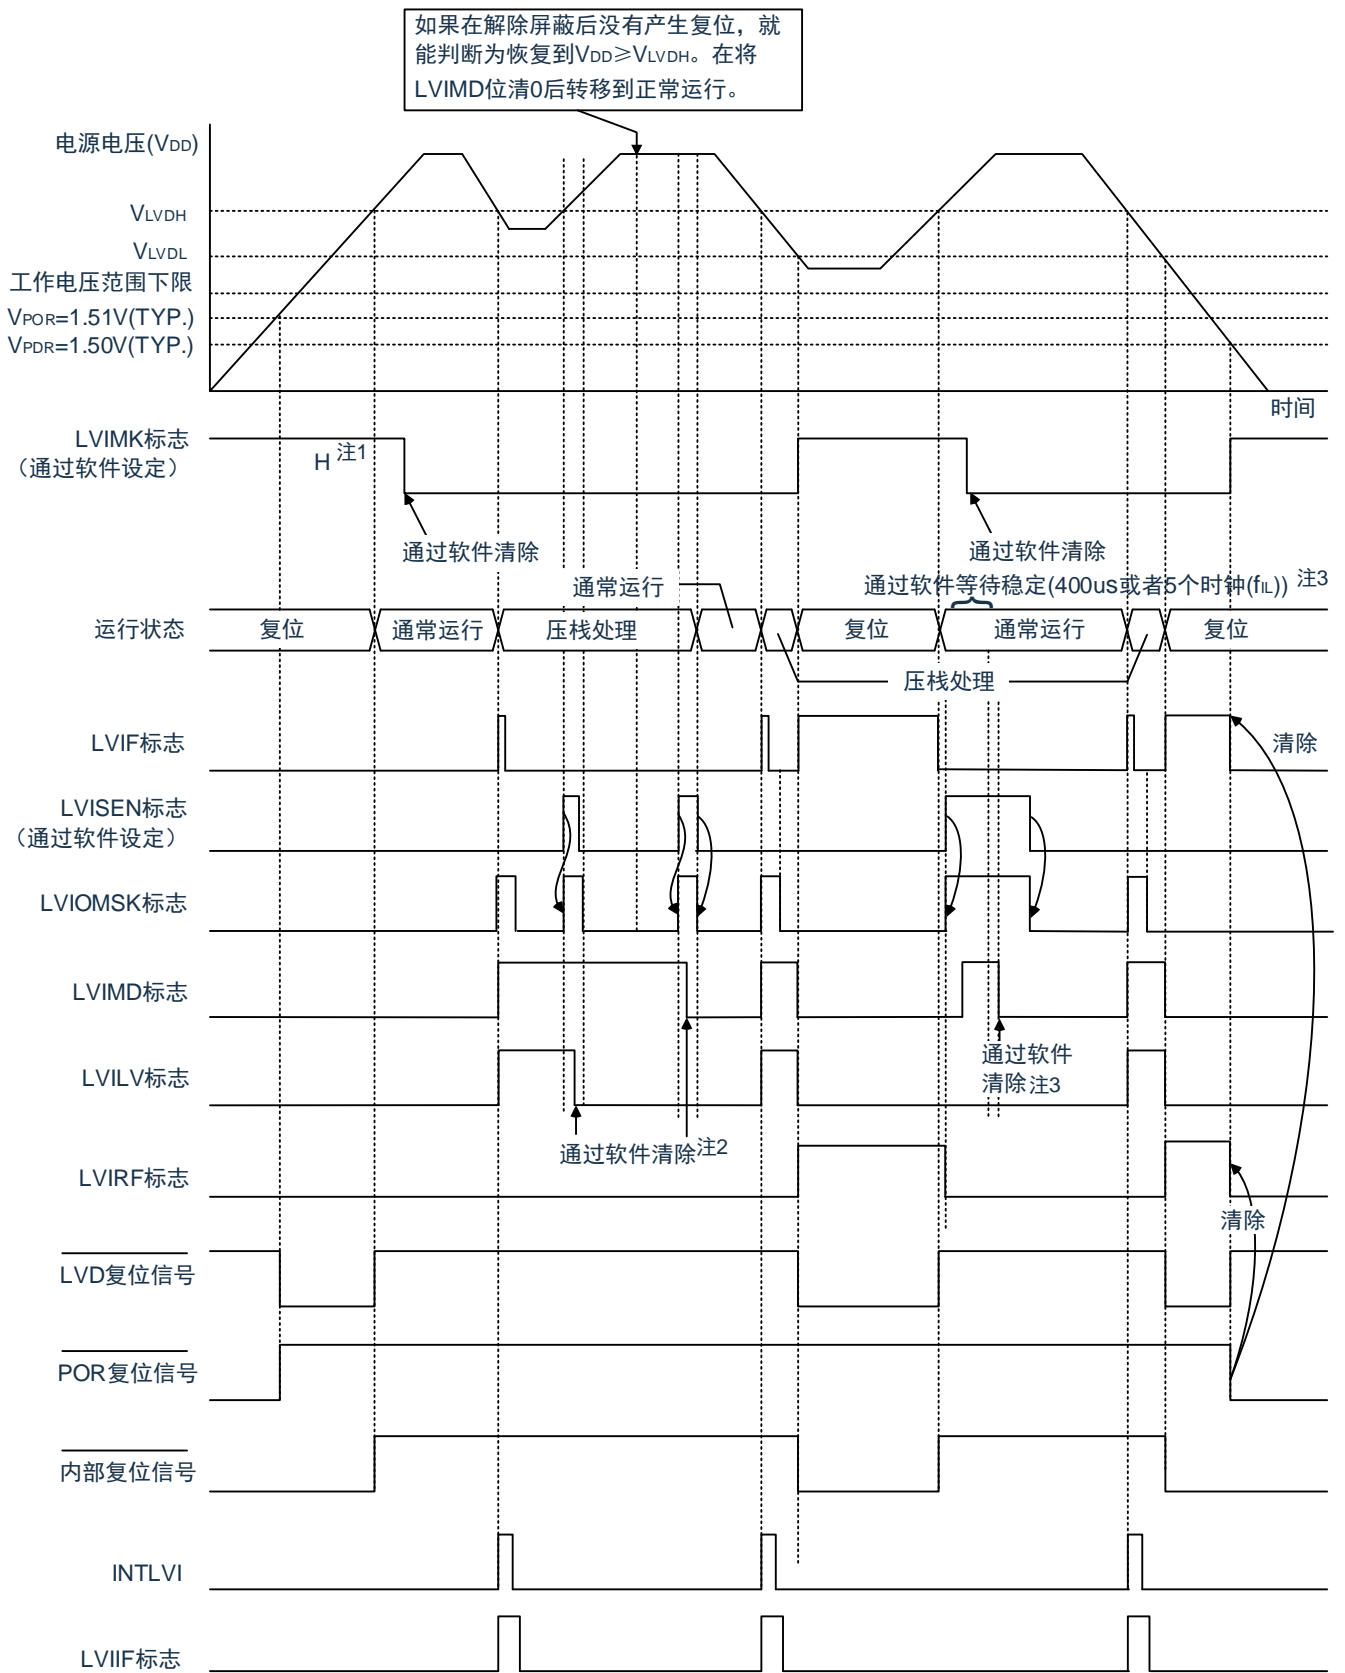 如果在解除屏蔽后没有产生复位，就
能判断为恢复到VDD≥VLVDH。在将
LVIMD位清0后转移到正常运行。
电源电压(VDD)
VLVDH
VLVDL
工作电压范围下限
VPOR=1.51V(TYP.)
VPDR=1.50V(TYP.)
时间
LVIMK标志
（通过软件设定）
H 注1
通过软件清除
通过软件清除
通常运行
通过软件等待稳定(400us或者5个时钟(fIL)) 注3
运行状态
复位
通常运行
压栈处理
复位
通常运行
复位
压栈处理
LVIF标志
清除
LVISEN标志
（通过软件设定）
LVIOMSK标志
LVIMD标志
通过软件
清除注3
LVILV标志
通过软件清除注2
LVIRF标志
清除
LVD复位信号
POR复位信号
内部复位信号
INTLVI
LVIIF标志